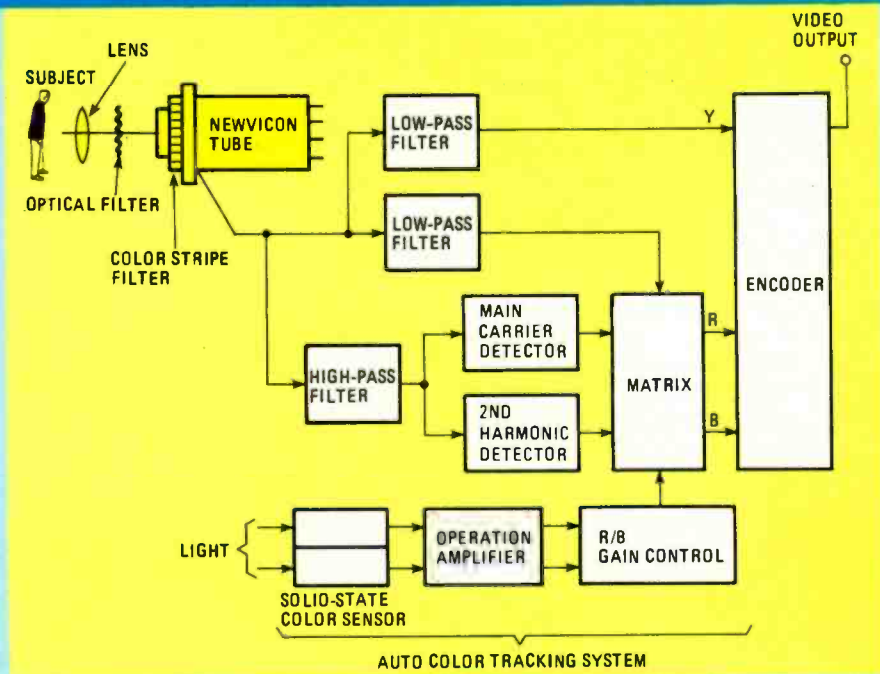 VIDEO
OUTPUT
LENS
SUBJECT
NEWVICON
TUBE
LOW-PASS
FILTER
Y
OPTICAL FILTER
LOW-PASS
FILTER
COLOR STRIPE
FILTER
ENCODER
MAIN
CARRIER
DETECTOR
R
HIGH-PASS
FILTER
MATRIX
2ND
HARMONIC
DETECTOR
B
LIGHT
OPERATION
AMPLIFIER
R/B
GAIN CONTROL
SOLID-STATE
COLOR SENSOR
AUTO COLOR TRACKING SYSTEM